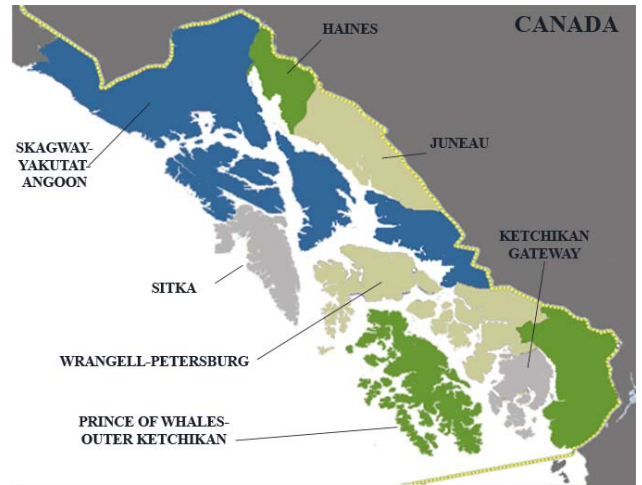 CANADA
HAINES
JUNEAU
SKAGWAY-
YAKUTAT-
ANGOON
KETCHIKAN
GATEWAY
SITKA
WRANGELL-PETERSBURG
PRINCE OF WHALES-
OUTER KETCHIKAN